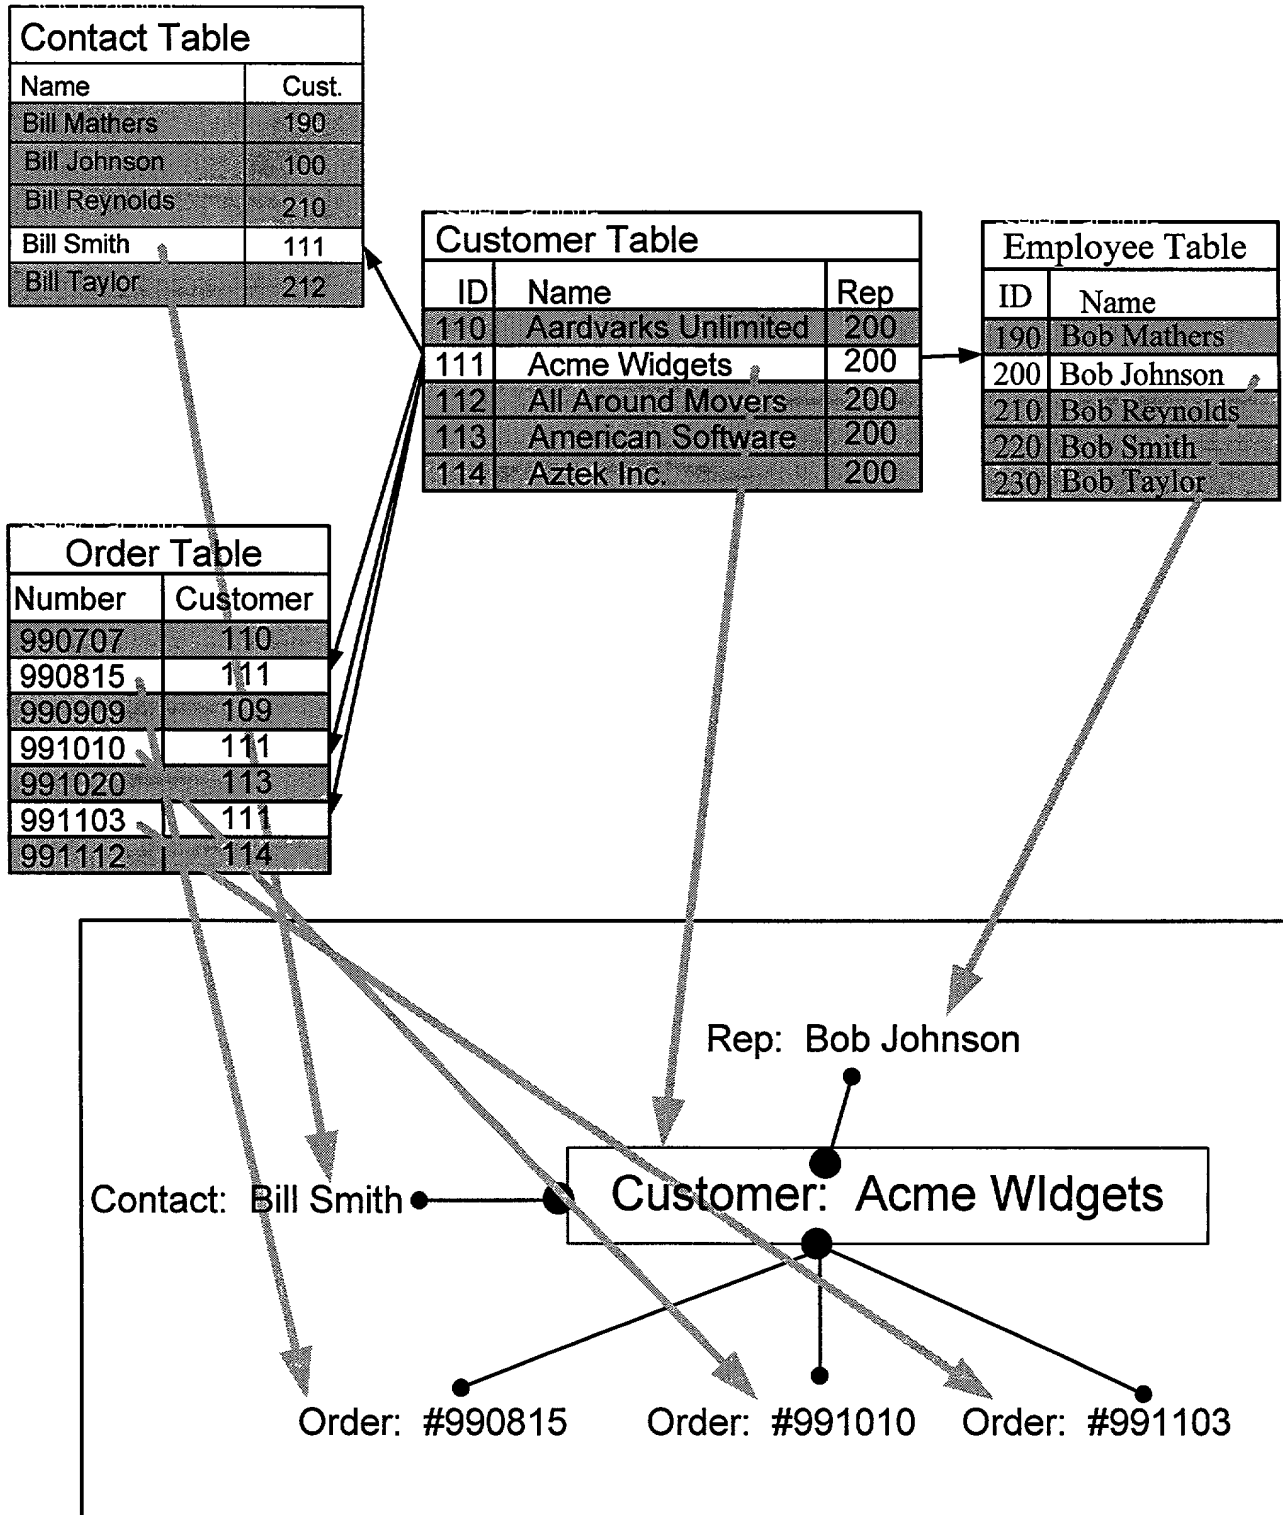 Contact Table
Name Cust.
Bill Mathers 190
Bill Johnson 100
Bill Reynolds 210
Bill Smith 111
Bill Taylor 212
Customer Table
ID Name Rep
110 Aardvarks Unlimited 200
111 Acme Widgets 200
112 All Around Movers 200
113 American Software 200
114 Aztek Inc. 200
Employee Table
ID Name
190 Bob Mathers
200 Bob Johnson
210 Bob Reynolds
220 Bob Smith
230 Bob Taylor
Order Table
Number Customer
990707 110
990815 111
990909 109
991010 111
991020 113
991103 111
991112 114
Rep: Bob Johnson
Contact: Bill Smith
Customer: Acme WIdgets
Order: #990815
Order: #991010
Order: #991103